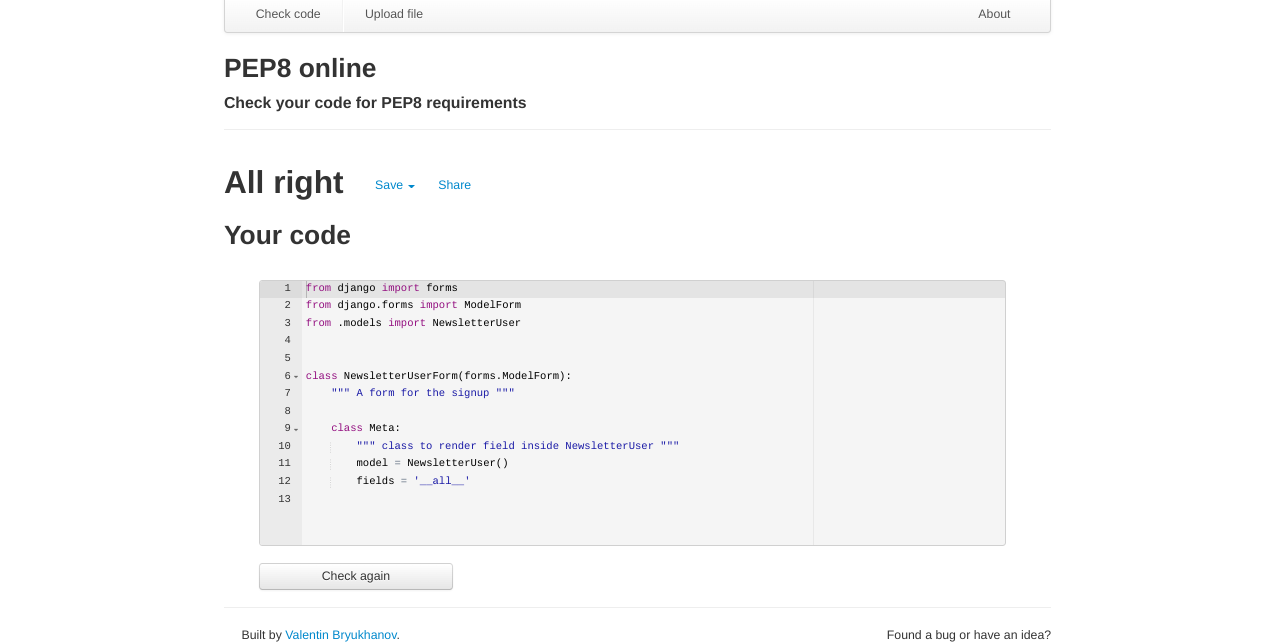 Check code Upload file About
PEP8 online
Check your code for PEP8 requirements
All right Save Share
Your code
1 from django import forms
2 from django.forms import ModelForm
3 from .models import NewsletterUser
4
5
6 class NewsletterUserForm(forms.ModelForm):
7     """ A form for the signup """
8
9     class Meta:
10         """ class to render field inside NewsletterUser """
11         model = NewsletterUser()
12         fields = '__all__'
13
Check again
Built by Valentin Bryukhanov. Found a bug or have an idea?